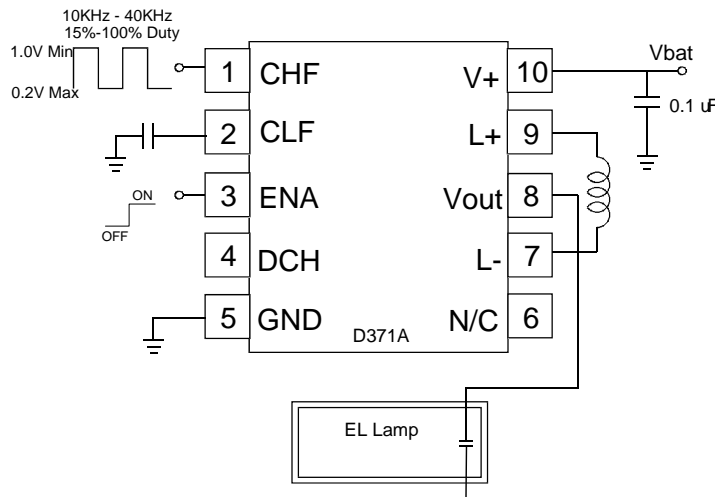 10KHz - 40KHz
15%-100% Duty
1.0V Min
0.2V Max
1 CHF
2 CLF
3 ENA
ON
OFF
4 DCH
5 GND
V+ 10
L+ 9
Vout 8
L- 7
N/C 6
D371A
Vbat
0.1 uF
EL Lamp